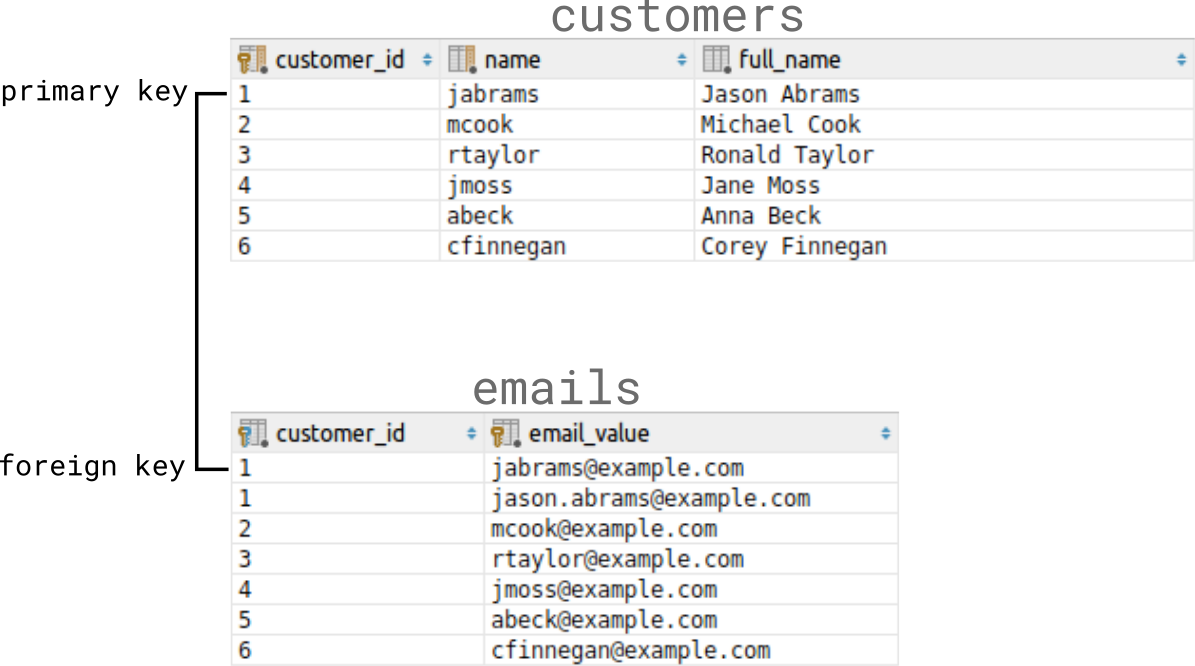 customers
customer_id name full_name
primary key 1 jabrams Jason Abrams
2 mcook Michael Cook
3 rtaylor Ronald Taylor
4 jmoss Jane Moss
5 abeck Anna Beck
6 cfinnegan Corey Finnegan
emails
customer_id email_value
foreign key 1 jabrams@example.com
1 jason.abrams@example.com
2 mcook@example.com
3 rtaylor@example.com
4 jmoss@example.com
5 abeck@example.com
6 cfinnegan@example.com